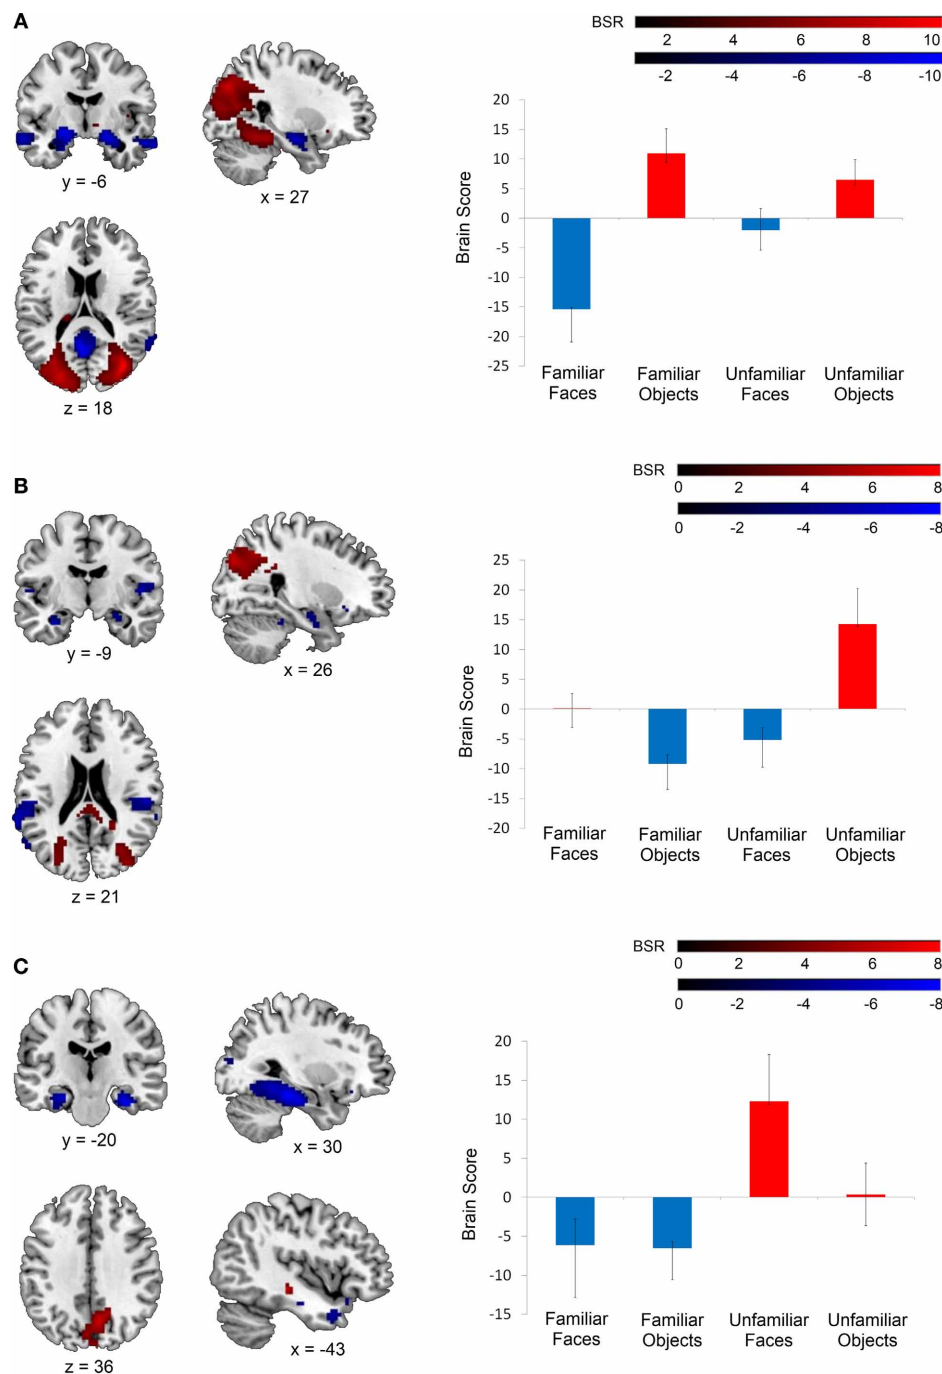 A
BSR
2 4 6 8 10
-2 -4 -6 -8 -10
y = -6
x = 27
z = 18
Brain Score
20
15
10
5
0
-5
-10
-15
-20
-25
Familiar Faces
Familiar Objects
Unfamiliar Faces
Unfamiliar Objects
B
BSR
0 2 4 6 8
0 -2 -4 -6 -8
y = -9
x = 26
z = 21
Brain Score
25
20
15
10
5
0
-5
-10
-15
-20
Familiar Faces
Familiar Objects
Unfamiliar Faces
Unfamiliar Objects
C
BSR
0 2 4 6 8
0 -2 -4 -6 -8
y = -20
x = 30
z = 36
x = -43
Brain Score
20
15
10
5
0
-5
-10
-15
Familiar Faces
Familiar Objects
Unfamiliar Faces
Unfamiliar Objects